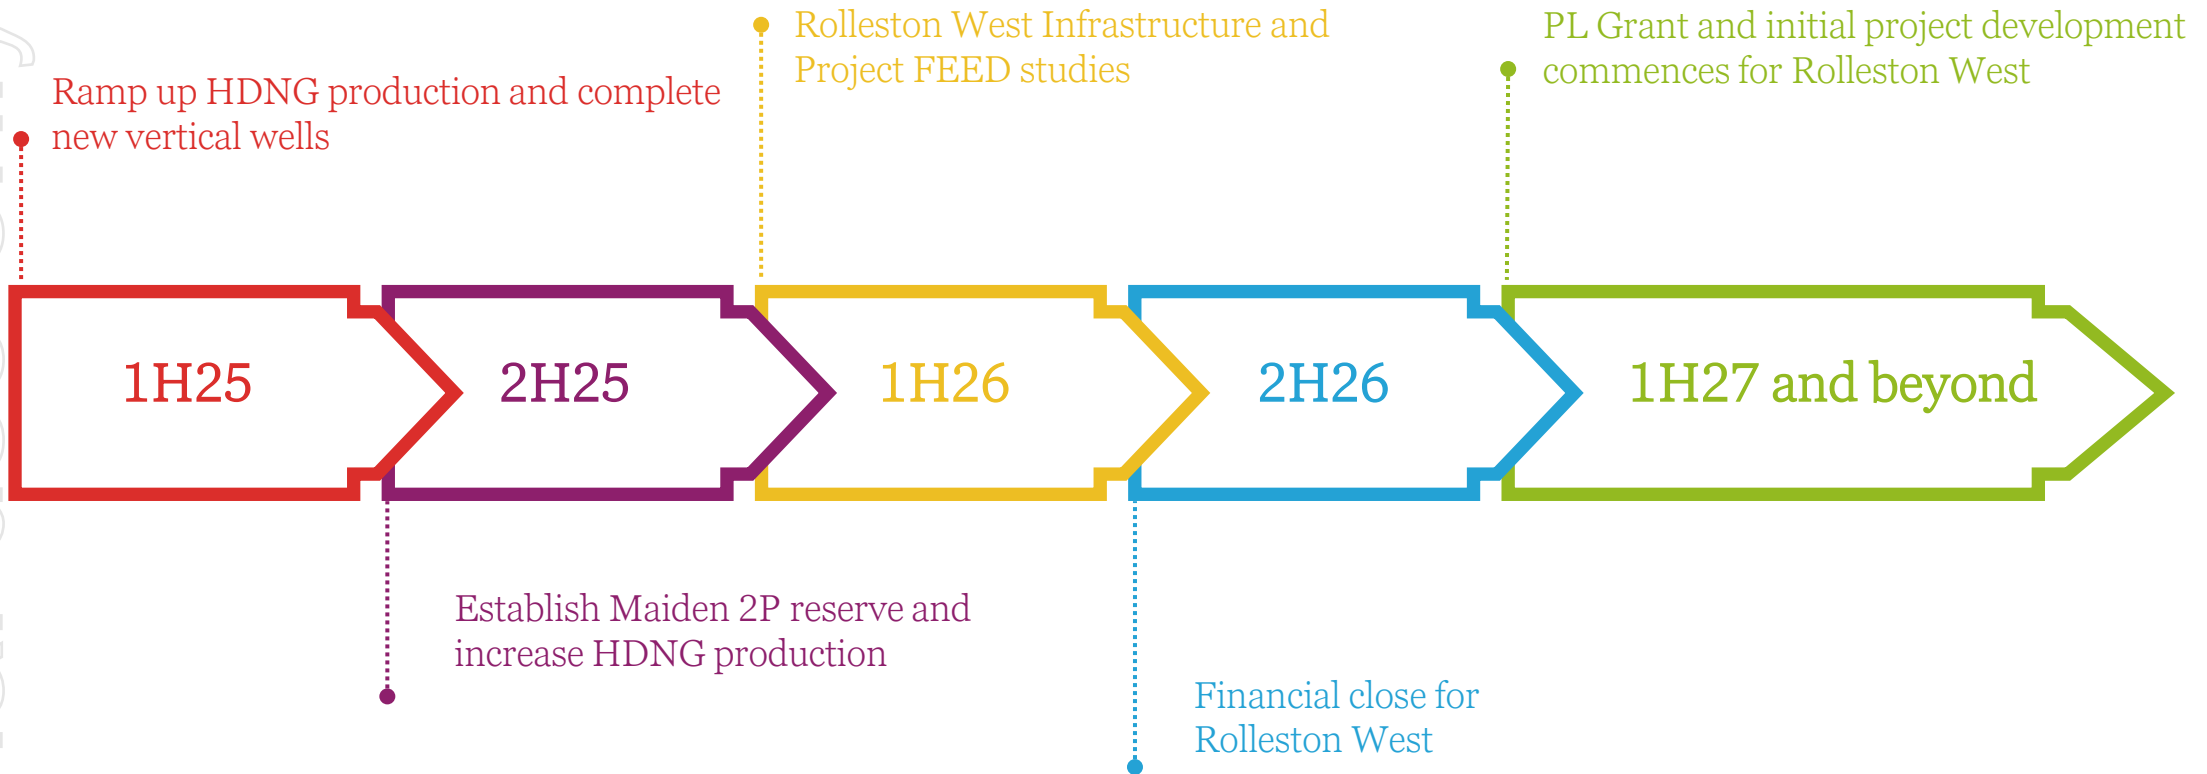 Rolleston West Infrastructure and
Project FEED studies
PL Grant and initial project development
commences for Rolleston West
Ramp up HDNG production and complete
new vertical wells
1H25
2H25
1H26
2H26
1H27 and beyond
Establish Maiden 2P reserve and
increase HDNG production
Financial close for
Rolleston West